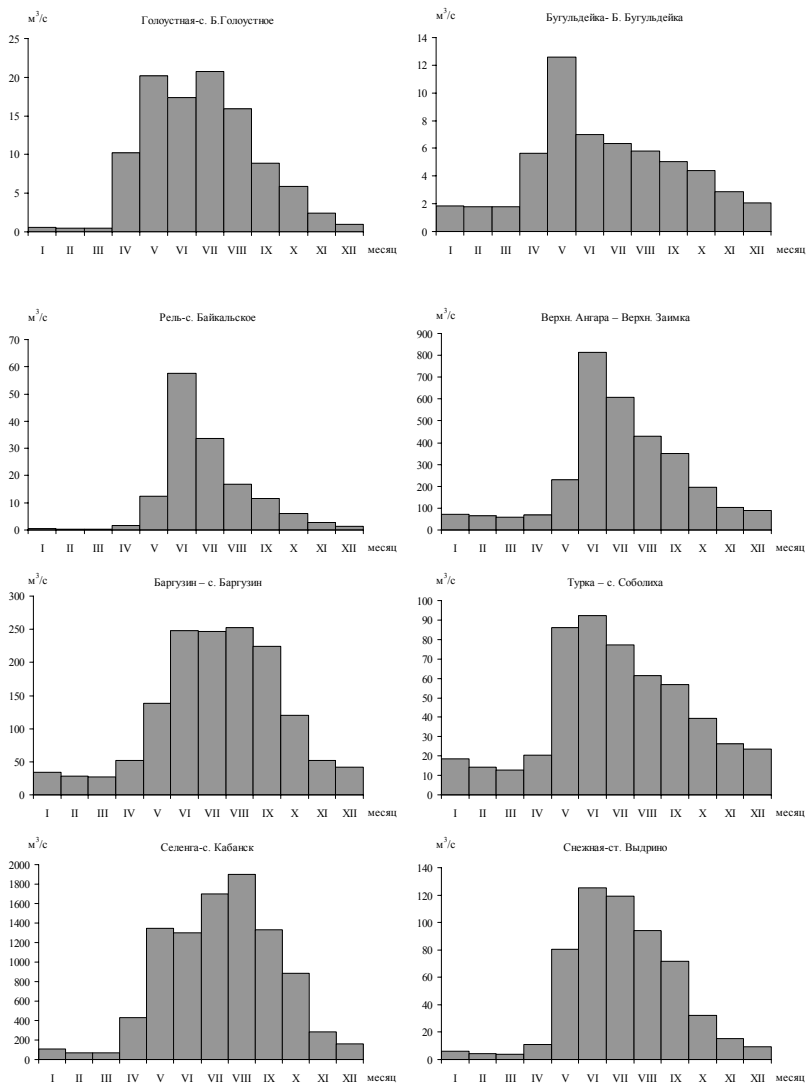 м³/с
Голоустная-с. Б.Голоустное
25
20
15
10
5
0
I II III IV V VI VII VIII IX X XI XII месяц
м³/с
Бугульдейка- Б. Бугульдейка
14
12
10
8
6
4
2
0
I II III IV V VI VII VIII IX X XI XII месяц
м³/с
Рель-с. Байкальское
70
60
50
40
30
20
10
0
I II III IV V VI VII VIII IX X XI XII месяц
м³/с
Верхн. Ангара – Верхн. Заимка
900
800
700
600
500
400
300
200
100
0
I II III IV V VI VII VIII IX X XI XII месяц
м³/с
Баргузин – с. Баргузин
300
250
200
150
100
50
0
I II III IV V VI VII VIII IX X XI XII месяц
м³/с
Турка – с. Соболиха
100
90
80
70
60
50
40
30
20
10
0
I II III IV V VI VII VIII IX X XI XII месяц
м³/с
Селенга-с. Кабанск
2000
1800
1600
1400
1200
1000
800
600
400
200
0
I II III IV V VI VII VIII IX X XI XII месяц
м³/с
Снежная-ст. Выдрино
140
120
100
80
60
40
20
0
I II III IV V VI VII VIII IX X XI XII месяц